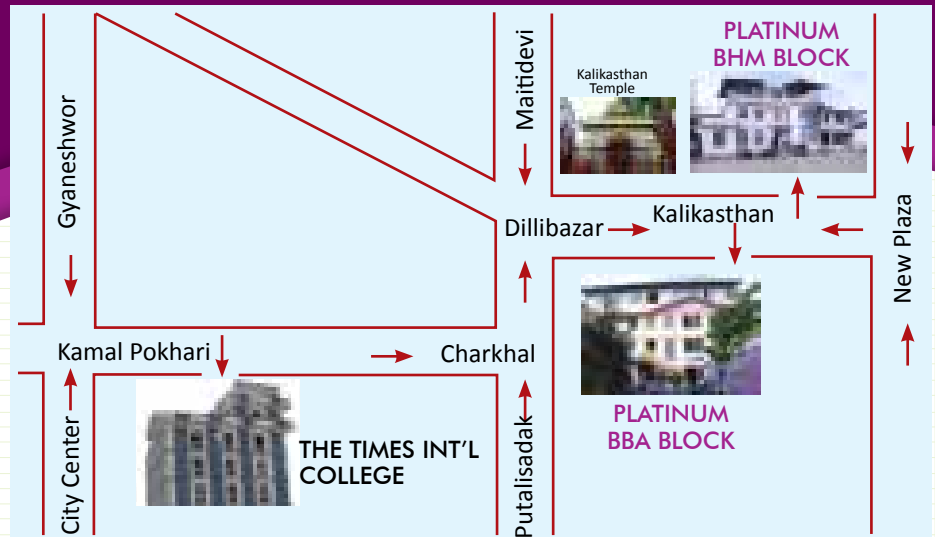 PLATINUM
BHM BLOCK
Kalikasthan
Temple
Maitidevi
Gyaneshwor
New Plaza
Dillibazar
Kalikasthan
Kamal Pokhari
Charkhal
City Center
THE TIMES INT'L
COLLEGE
Putalisadak
PLATINUM
BBA BLOCK